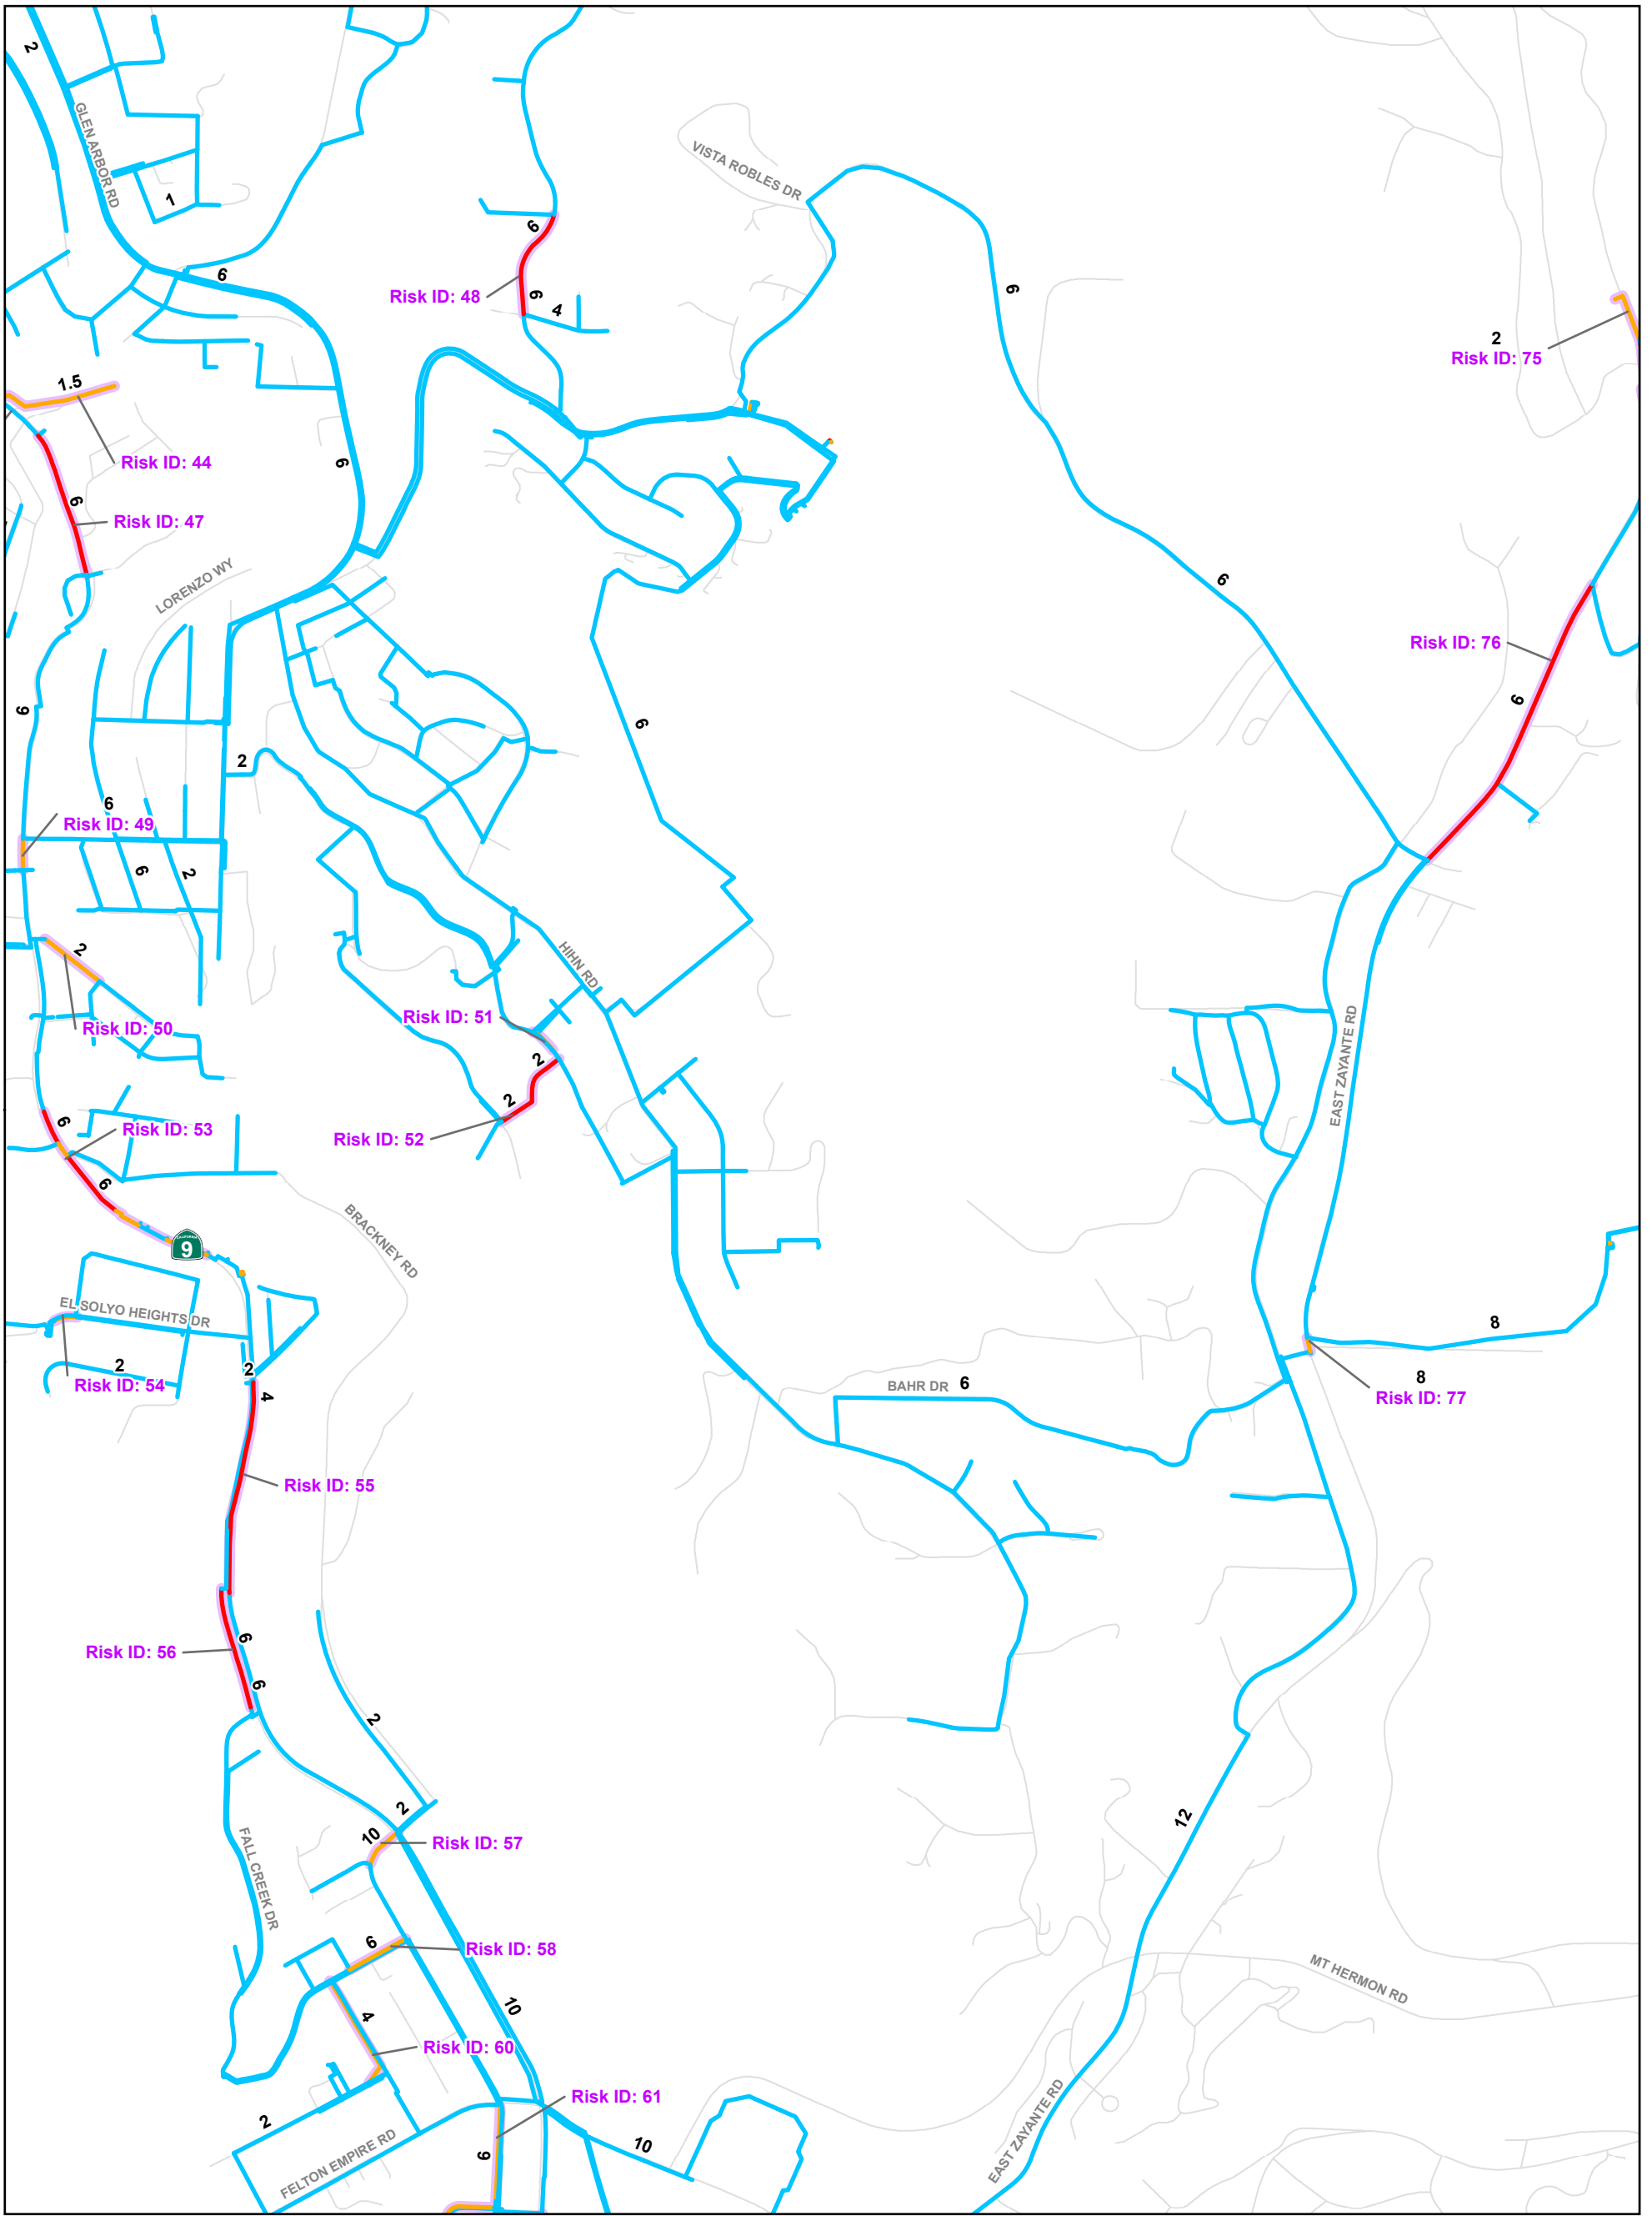 2
GLEN ARBOR RD
1
VISTA ROBLES DR
6
6
6
Risk ID: 48
6
4
6
2
Risk ID: 75
1.5
Risk ID: 44
6
6
Risk ID: 47
LORENZO WY
6
Risk ID: 76
6
6
6
2
6
Risk ID: 49
6
2
2
HIHN RD
Risk ID: 50
Risk ID: 51
2
EAST ZAYANTE RD
2
6
Risk ID: 53
Risk ID: 52
6
BRACKNEY RD
CALIFORNIA
9
EL SOLYO HEIGHTS DR
8
2
2
Risk ID: 54
4
BAHR DR
6
8
Risk ID: 77
Risk ID: 55
6
Risk ID: 56
6
2
2
10
Risk ID: 57
12
FALL CREEK DR
6
Risk ID: 58
MT HERMON RD
10
4
Risk ID: 60
Risk ID: 61
2
EAST ZAYANTE RD
10
6
FELTON EMPIRE RD